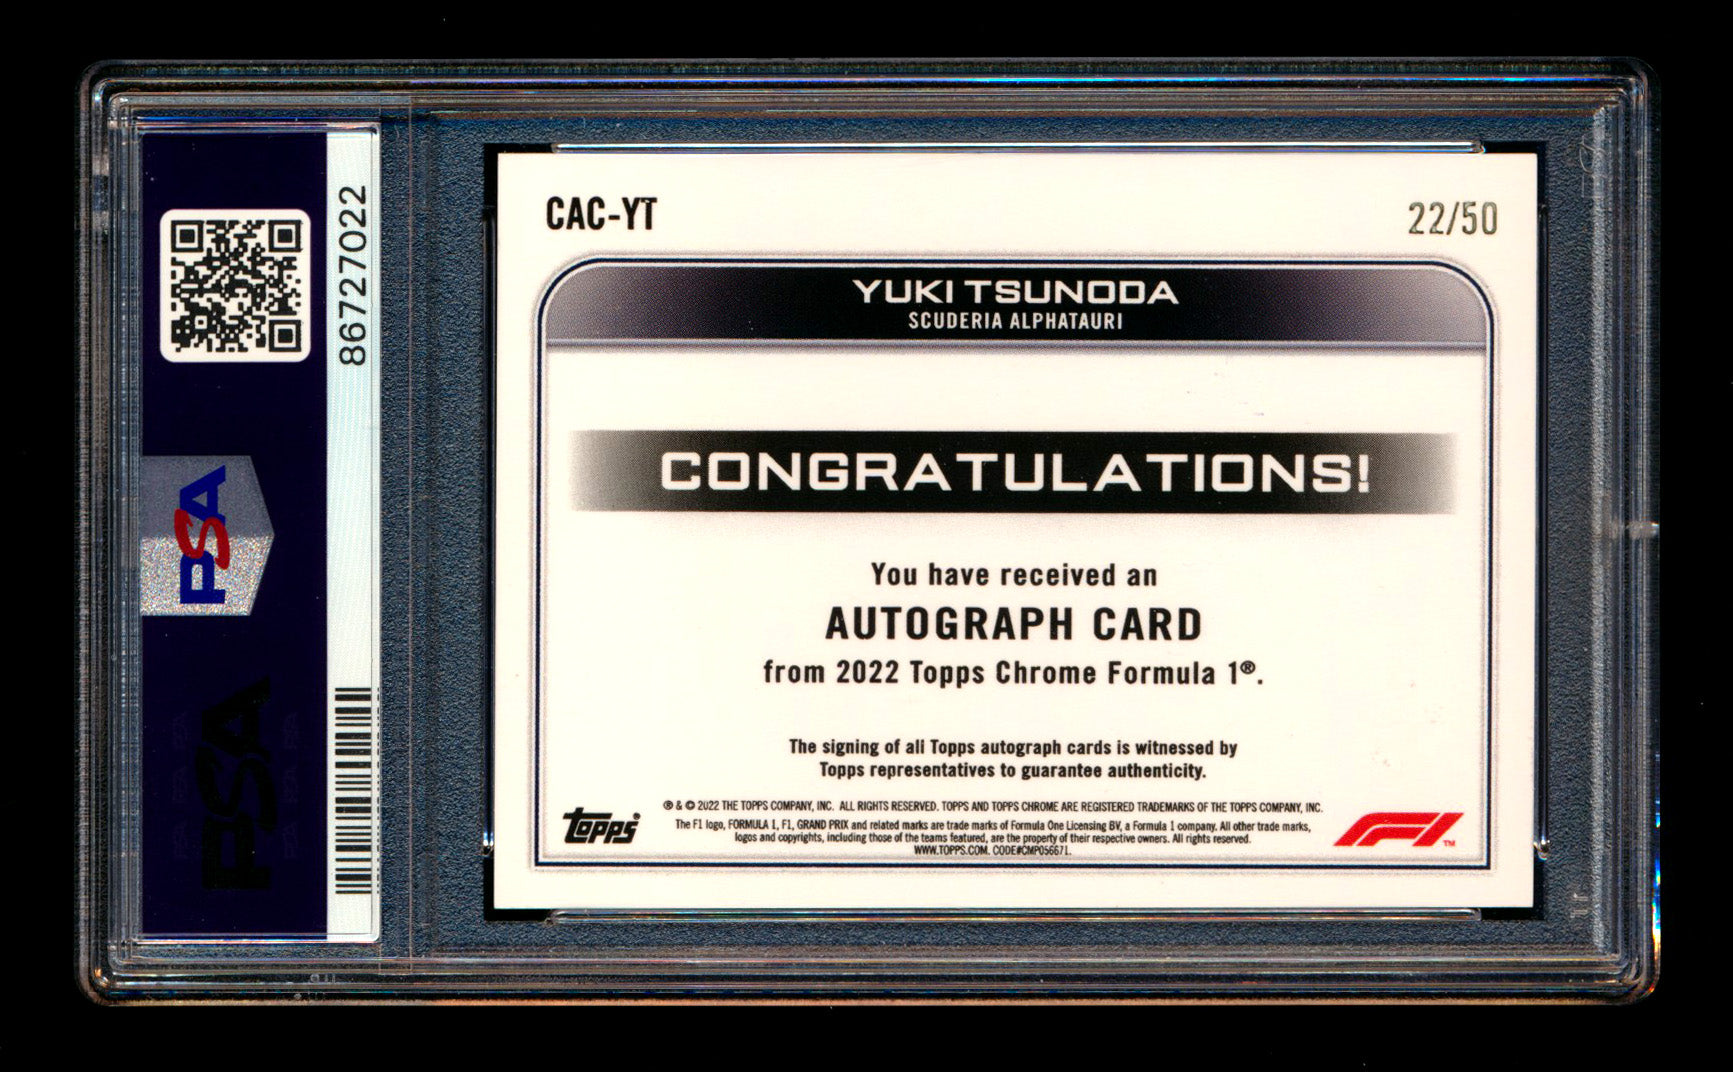 CAC-YT
22/50
YUKI TSUNODA
SCUDERIA ALPHATAURI
CONGRATULATIONS!
You have received an
AUTOGRAPH CARD
from 2022 Topps Chrome Formula 1®.
The signing of all Topps autograph cards is witnessed by
Topps representatives to guarantee authenticity.
® & © 2022 THE TOPPS COMPANY, INC. ALL RIGHTS RESERVED. TOPPS AND TOPPS CHROME ARE REGISTERED TRADEMARKS OF THE TOPPS COMPANY, INC.
The F1 logo, FORMULA 1, F1, GRAND PRIX and related marks are trade marks of Formula One Licensing BV, a Formula 1 company. All other trade marks,
logos and copyrights, including those of the teams featured, are the property of their respective owners. All rights reserved.
WWW.TOPPS.COM. CODE#CMP056671.
Topps®
F1™
86727022
PSA
PSA